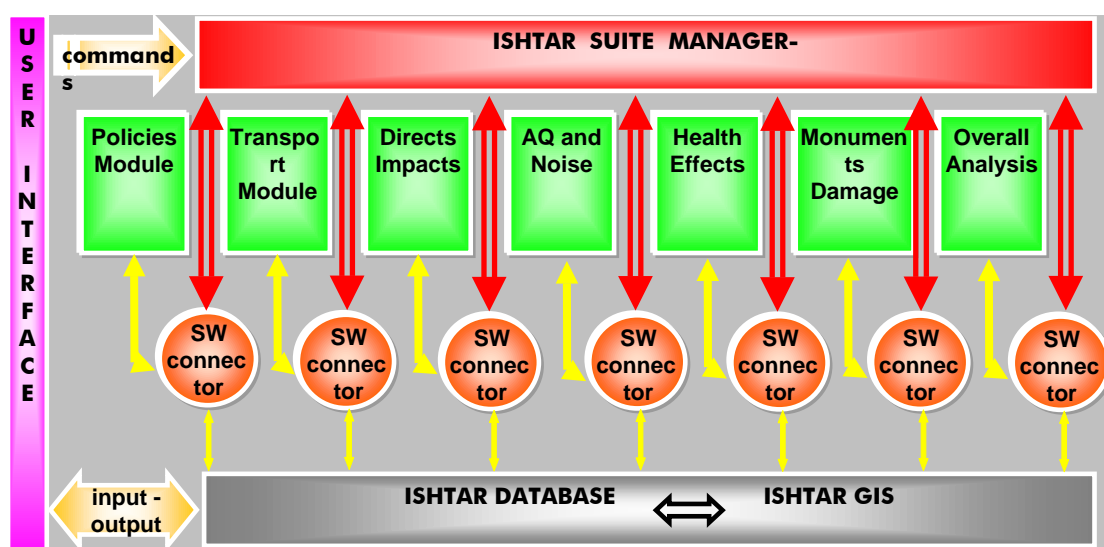 USER INTERFACE
command
s
ISHTAR SUITE MANAGER-
Policies
Module
Transpo
rt
Module
Directs
Impacts
AQ and
Noise
Health
Effects
Monumen
ts
Damage
Overall
Analysis
SW
connec
tor
SW
connec
tor
SW
connec
tor
SW
connec
tor
SW
connec
tor
SW
connec
tor
SW
connec
tor
input -
output
ISHTAR DATABASE
ISHTAR GIS